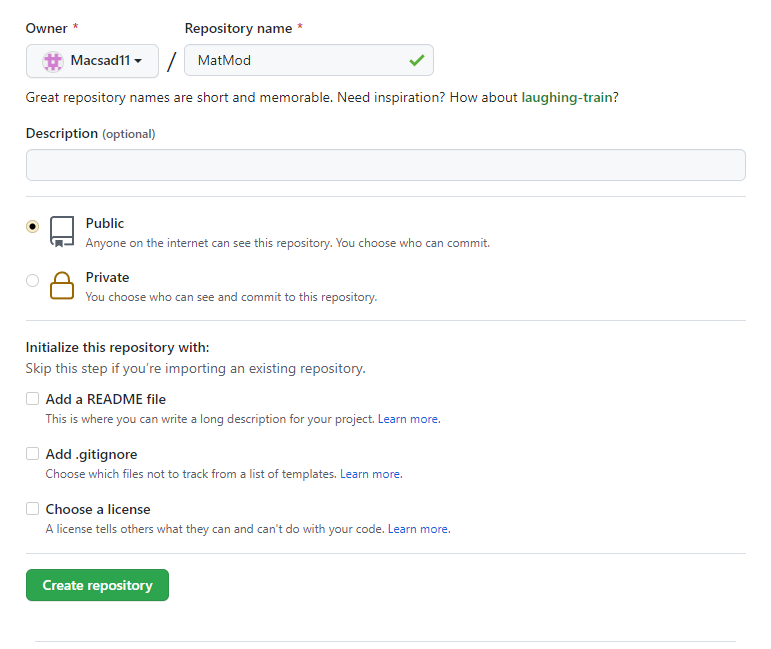 Owner * Repository name *
Macsad11 / MatMod
Great repository names are short and memorable. Need inspiration? How about laughing-train?
Description (optional)
Public
Anyone on the internet can see this repository. You choose who can commit.
Private
You choose who can see and commit to this repository.
Initialize this repository with:
Skip this step if you're importing an existing repository.
Add a README file
This is where you can write a long description for your project. Learn more.
Add .gitignore
Choose which files not to track from a list of templates. Learn more.
Choose a license
A license tells others what they can and can't do with your code. Learn more.
Create repository